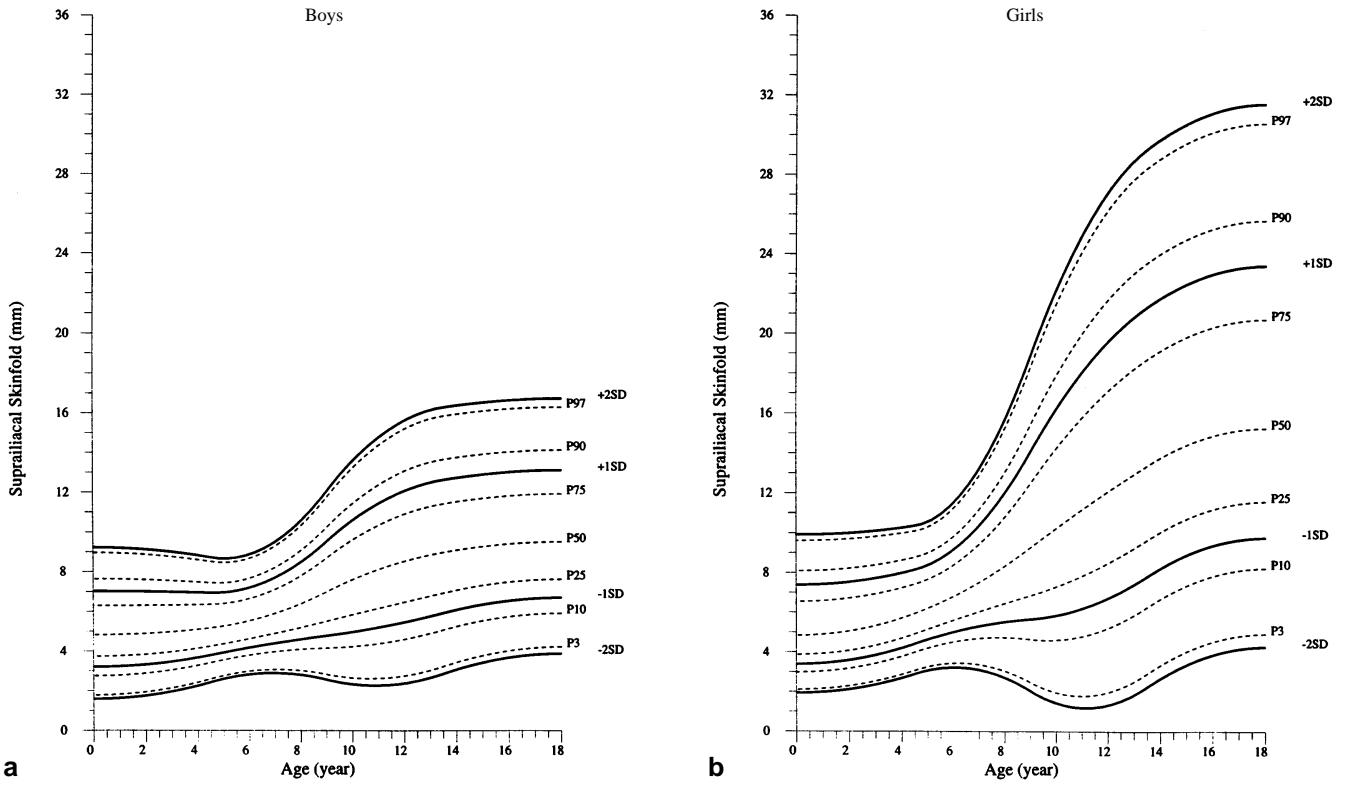 Boys
36
32
28
24
20
16
12
8
4
0
Suprailiacal Skinfold (mm)
+2SD
P97
P90
+1SD
P75
P50
P25
-1SD
P10
P3
-2SD
0 2 4 6 8 10 12 14 16 18
Age (year)
a
Girls
36
32
28
24
20
16
12
8
4
0
Suprailiacal Skinfold (mm)
+2SD
P97
P90
+1SD
P75
P50
P25
-1SD
P10
P3
-2SD
0 2 4 6 8 10 12 14 16 18
Age (year)
b